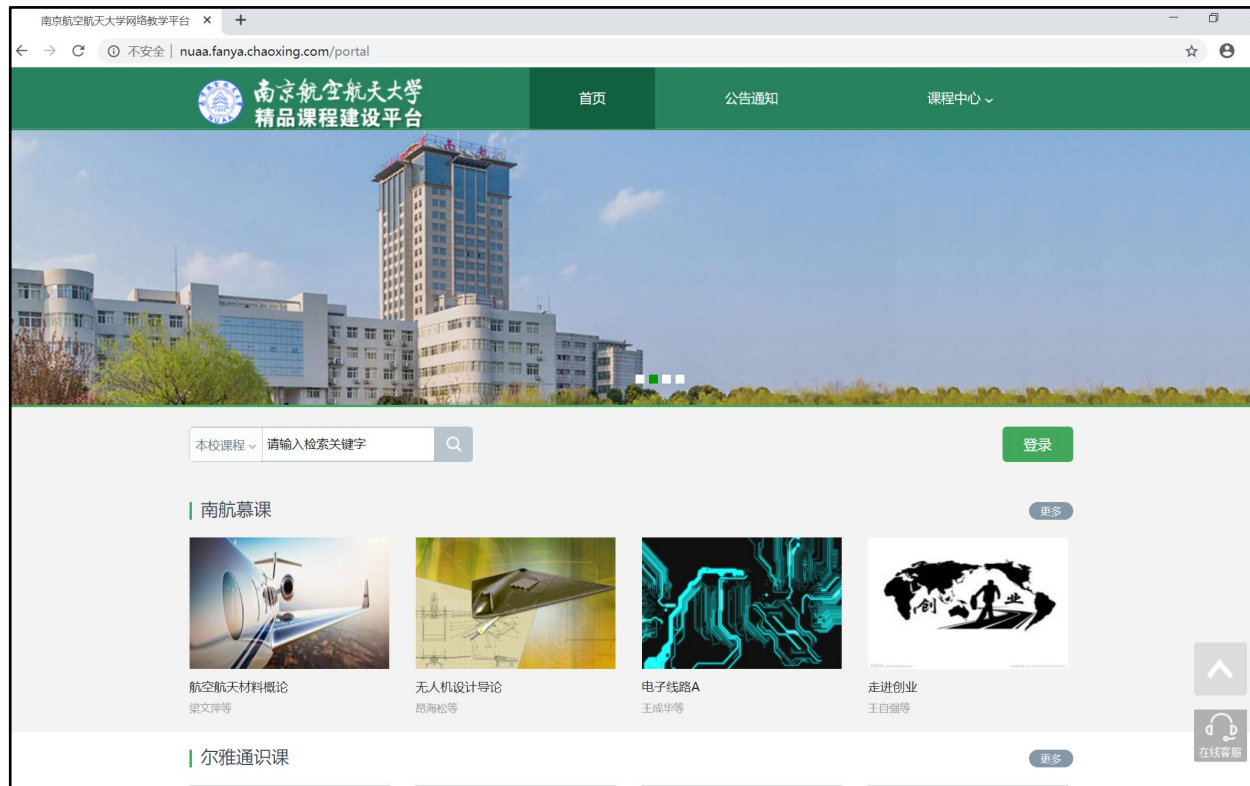 南京航空航天大学网络教学平台
不安全 | nuaa.fanya.chaoxing.com/portal
南京航空航天大学
精品课程建设平台
NUAA
首页
公告通知
课程中心
本校课程
请输入检索关键字
登录
南航慕课
更多
创
业
航空航天材料概论
无人机设计导论
电子线路A
走进创业
梁文萍等
昂海松等
王成华等
王自强等
在线客服
尔雅通识课
更多